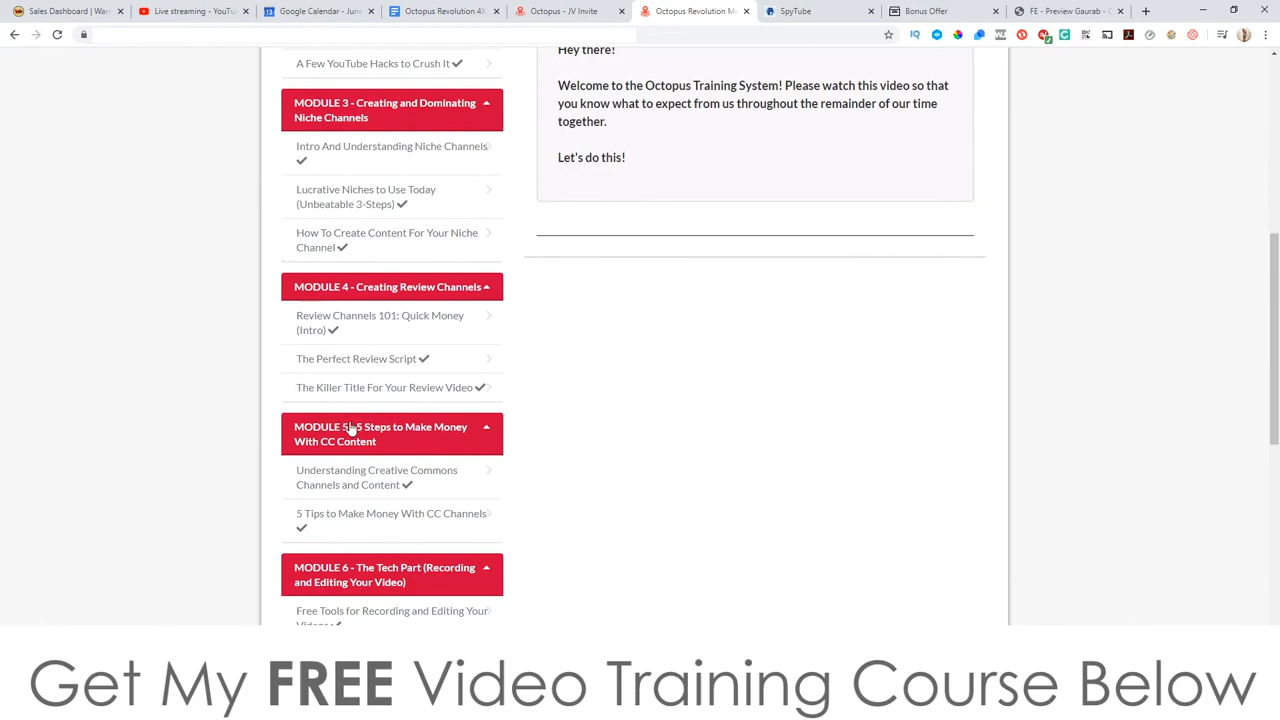 Sales Dashboard | War
Live streaming - YouTu
Google Calendar - June
Octopus Revolution 4X
Octopus - JV Invite
Octopus Revolution Me
SpyTube
Bonus Offer
FE - Preview Gaurab - C
A Few YouTube Hacks to Crush It
MODULE 3 - Creating and Dominating
Niche Channels
Intro And Understanding Niche Channels
Lucrative Niches to Use Today
(Unbeatable 3-Steps)
How To Create Content For Your Niche
Channel
MODULE 4 - Creating Review Channels
Review Channels 101: Quick Money
(Intro)
The Perfect Review Script
The Killer Title For Your Review Video
MODULE 5 - 5 Steps to Make Money
With CC Content
Understanding Creative Commons
Channels and Content
5 Tips to Make Money With CC Channels
MODULE 6 - The Tech Part (Recording
and Editing Your Video)
Free Tools for Recording and Editing Your
Videos
Hey there!
Welcome to the Octopus Training System! Please watch this video so that
you know what to expect from us throughout the remainder of our time
together.
Let's do this!
Get My FREE Video Training Course Below